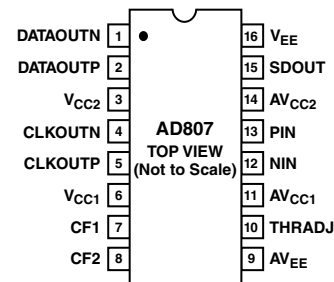 DATAOUTN 1
DATAOUTP 2
VCC2 3
CLKOUTN 4
CLKOUTP 5
VCC1 6
CF1 7
CF2 8
AD807
TOP VIEW
(Not to Scale)
16 VEE
15 SDOUT
14 AVCC2
13 PIN
12 NIN
11 AVCC1
10 THRADJ
9 AVEE